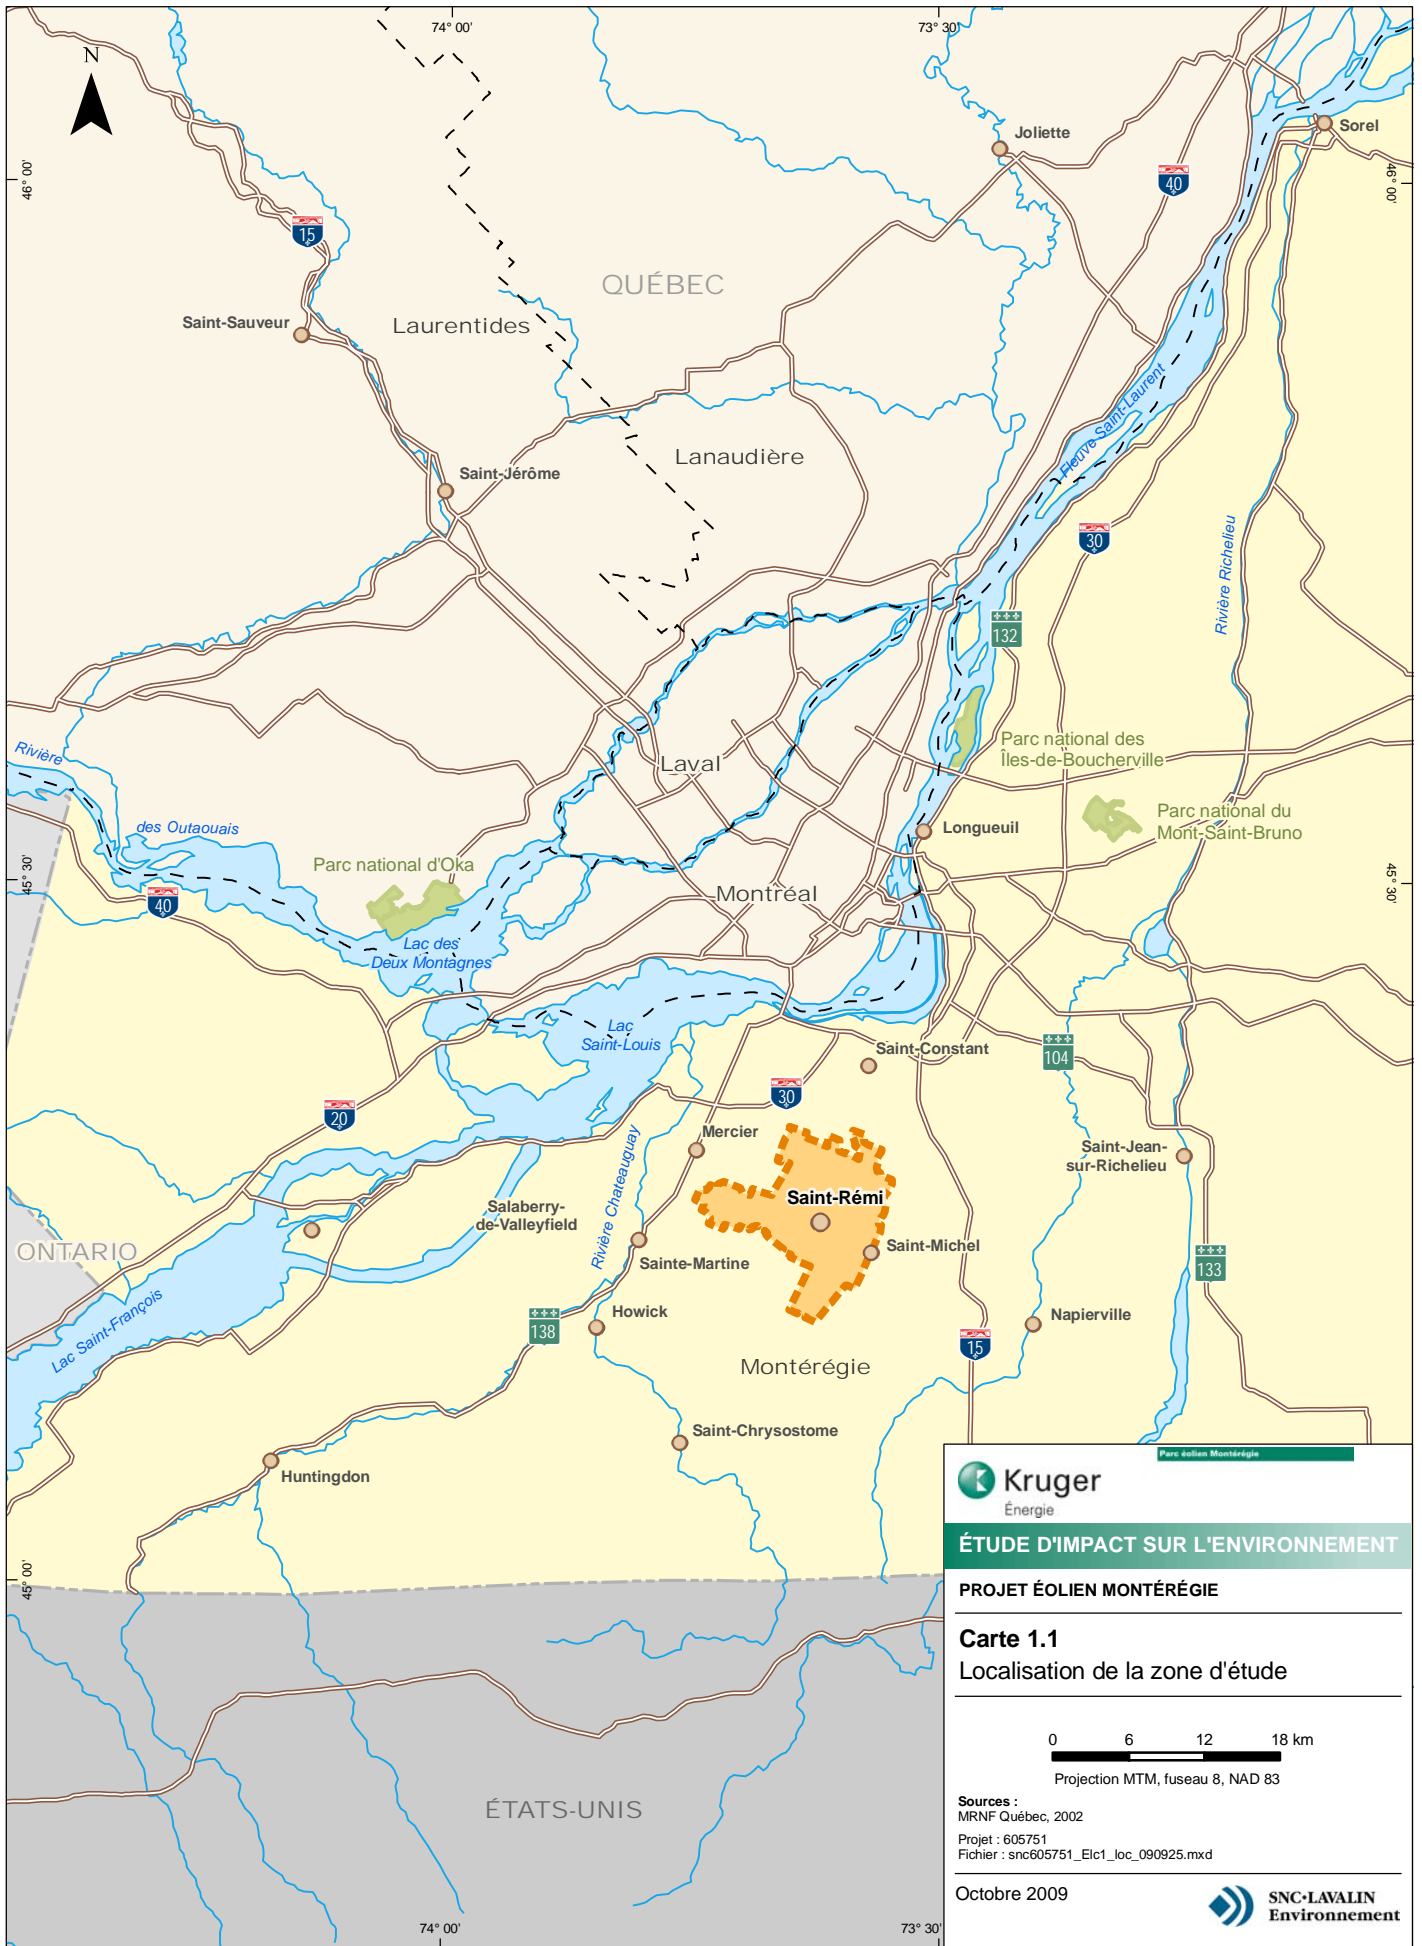 74° 00'
73° 30'
N
Joliette
Sorel
46° 00'
46° 00'
40
15
QUÉBEC
Saint-Sauveur
Laurentides
Fleuve Saint-Laurent
Lanaudière
Saint-Jérôme
30
Rivière Richelieu
132
Parc national des
Îles-de-Boucherville
Rivière
Laval
Parc national du
Mont-Saint-Bruno
des Outaouais
Longueuil
Parc national d'Oka
45° 30'
45° 30'
40
Montréal
Lac des
Deux Montagnes
Lac
Saint-Louis
Saint-Constant
104
30
20
Mercier
Rivière Chateauguay
Saint-Jean-
sur-Richelieu
Saint-Rémi
Salaberry-
de-Valleyfield
ONTARIO
Saint-Michel
Sainte-Martine
133
Lac Saint-François
Howick
138
Napierville
15
Montérégie
Saint-Chrysostome
Huntingdon
45° 00'
ÉTATS-UNIS
74° 00'
73° 30'
Parc éolien Montérégie
Kruger
Énergie
ÉTUDE D'IMPACT SUR L'ENVIRONNEMENT
PROJET ÉOLIEN MONTÉRÉGIE
Carte 1.1
Localisation de la zone d'étude
0 6 12 18 km
Projection MTM, fuseau 8, NAD 83
Sources :
MRNF Québec, 2002
Projet : 605751
Fichier : snc605751_EIc1_loc_090925.mxd
Octobre 2009
SNC•LAVALIN
Environnement